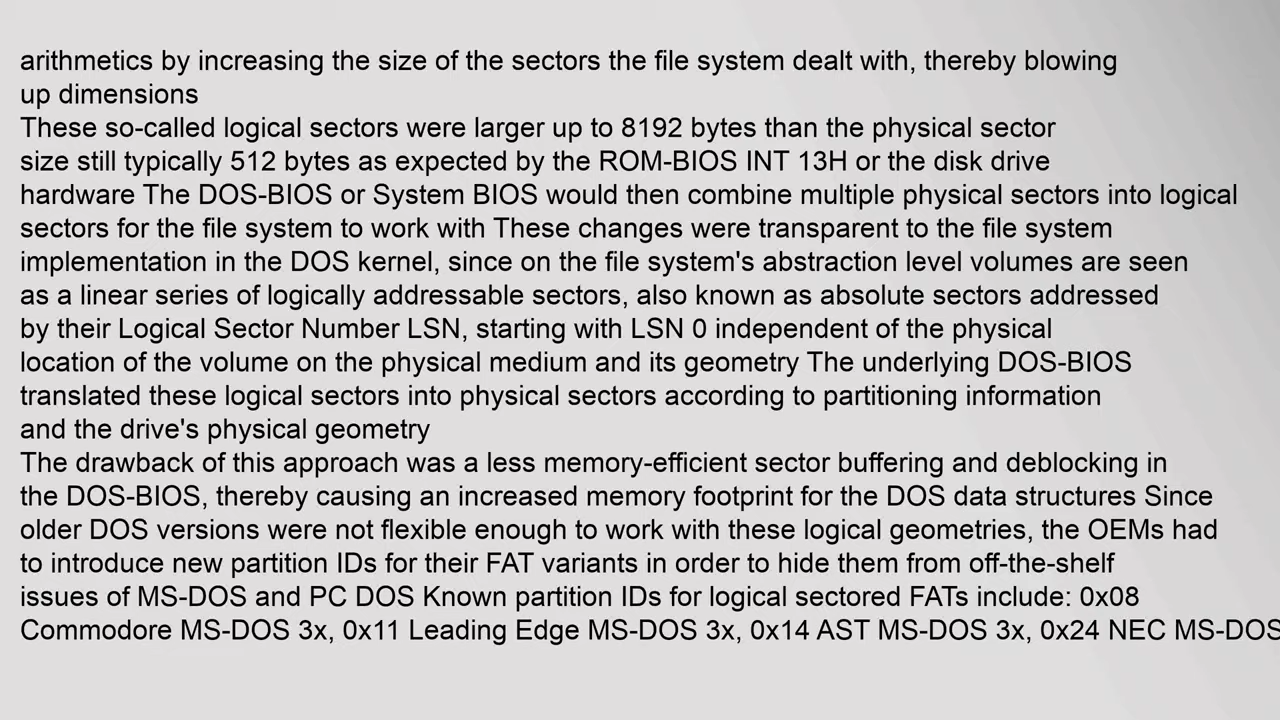 arithmetics by increasing the size of the sectors the file system dealt with, thereby blowing
up dimensions
These so-called logical sectors were larger up to 8192 bytes than the physical sector
size still typically 512 bytes as expected by the ROM-BIOS INT 13H or the disk drive
hardware The DOS-BIOS or System BIOS would then combine multiple physical sectors into logical
sectors for the file system to work with These changes were transparent to the file system
implementation in the DOS kernel, since on the file system's abstraction level volumes are seen
as a linear series of logically addressable sectors, also known as absolute sectors addressed
by their Logical Sector Number LSN, starting with LSN 0 independent of the physical
location of the volume on the physical medium and its geometry The underlying DOS-BIOS
translated these logical sectors into physical sectors according to partitioning information
and the drive's physical geometry
The drawback of this approach was a less memory-efficient sector buffering and deblocking in
the DOS-BIOS, thereby causing an increased memory footprint for the DOS data structures Since
older DOS versions were not flexible enough to work with these logical geometries, the OEMs had
to introduce new partition IDs for their FAT variants in order to hide them from off-the-shelf
issues of MS-DOS and PC DOS Known partition IDs for logical sectored FATs include: 0x08
Commodore MS-DOS 3x, 0x11 Leading Edge MS-DOS 3x, 0x14 AST MS-DOS 3x, 0x24 NEC MS-DOS